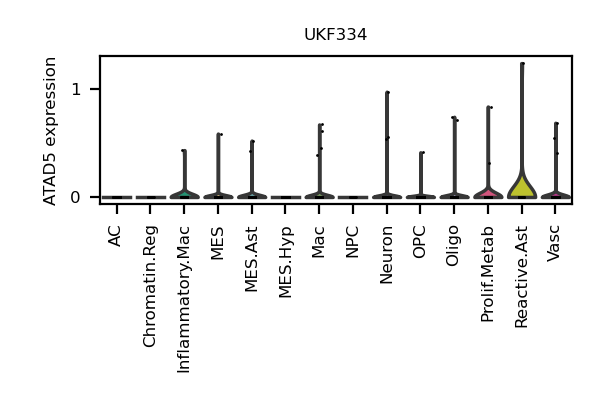 UKF334
ATAD5 expression
1
0
AC
Chromatin.Reg
Inflammatory.Mac
MES
MES.Ast
MES.Hyp
Mac
NPC
Neuron
OPC
Oligo
Prolif.Metab
Reactive.Ast
Vasc